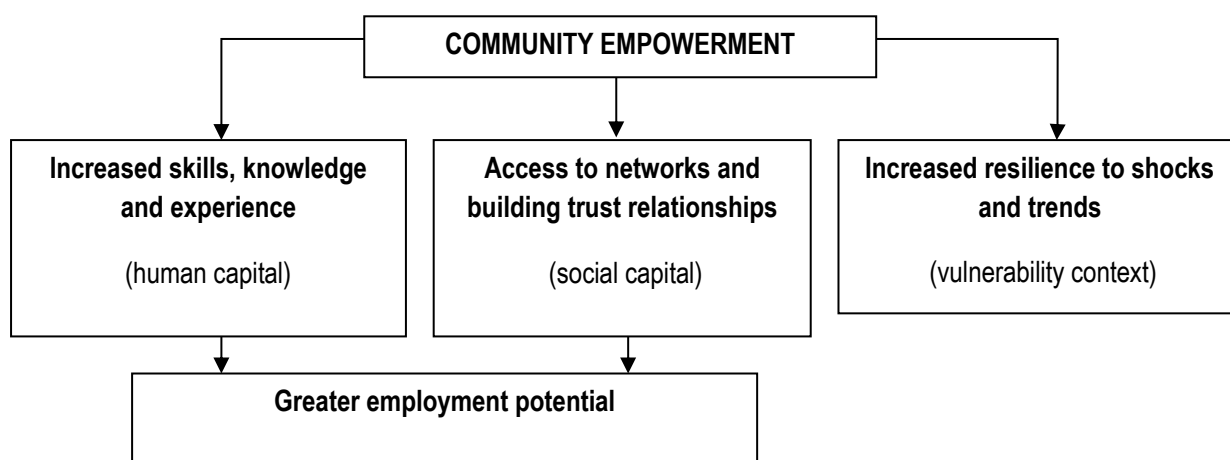 COMMUNITY EMPOWERMENT
Increased skills, knowledge
and experience
(human capital)
Access to networks and
building trust relationships
(social capital)
Increased resilience to shocks
and trends
(vulnerability context)
Greater employment potential